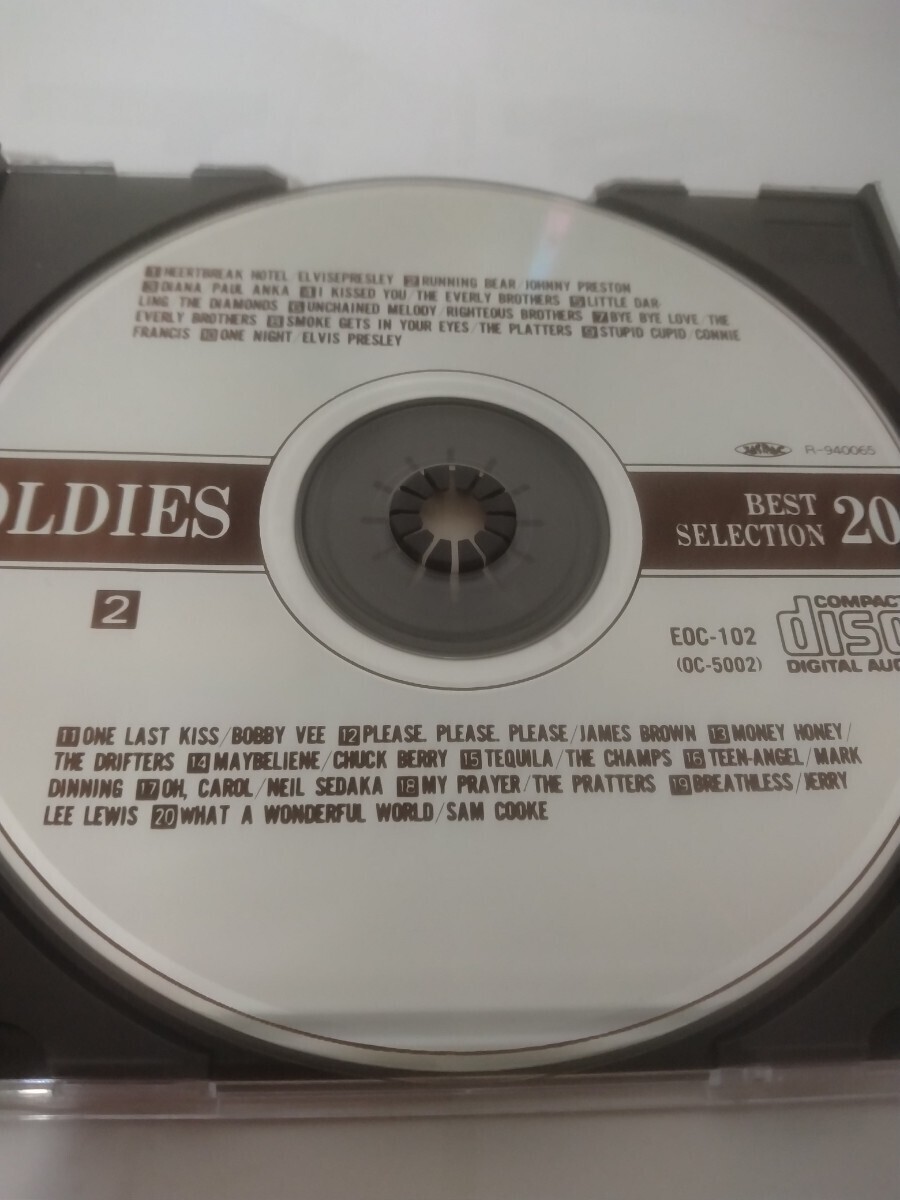 1 HEERTBREAK HOTEL ELVISEPRESLEY 2 RUNNING BEAR/JOHNNY PRESTON
3 DIANA PAUL ANKA 4 I KISSED YOU/THE EVERLY BROTHERS 5 LITTLE DAR-
LING THE DIAMONDS 6 UNCHAINED MELODY/RIGHTEOUS BROTHERS 7 BYE BYE LOVE/THE
EVERLY BROTHERS 8 SMOKE GETS IN YOUR EYES/THE PLATTERS 9 STUPID CUPID/CONNIE
FRANCIS 10 ONE NIGHT/ELVIS PRESLEY
R-940065
OLDIES
BEST
SELECTION 20
2
EOC-102
(OC-5002)
COMPACT
disc
DIGITAL AUD
11 ONE LAST KISS/BOBBY VEE 12 PLEASE. PLEASE. PLEASE/JAMES BROWN 13 MONEY HONEY/
THE DRIFTERS 14 MAYBELIENE/CHUCK BERRY 15 TEQUILA/THE CHAMPS 16 TEEN-ANGEL/MARK
DINNING 17 OH, CAROL/NEIL SEDAKA 18 MY PRAYER/THE PRATTERS 19 BREATHLESS/JERRY
LEE LEWIS 20 WHAT A WONDERFUL WORLD/SAM COOKE